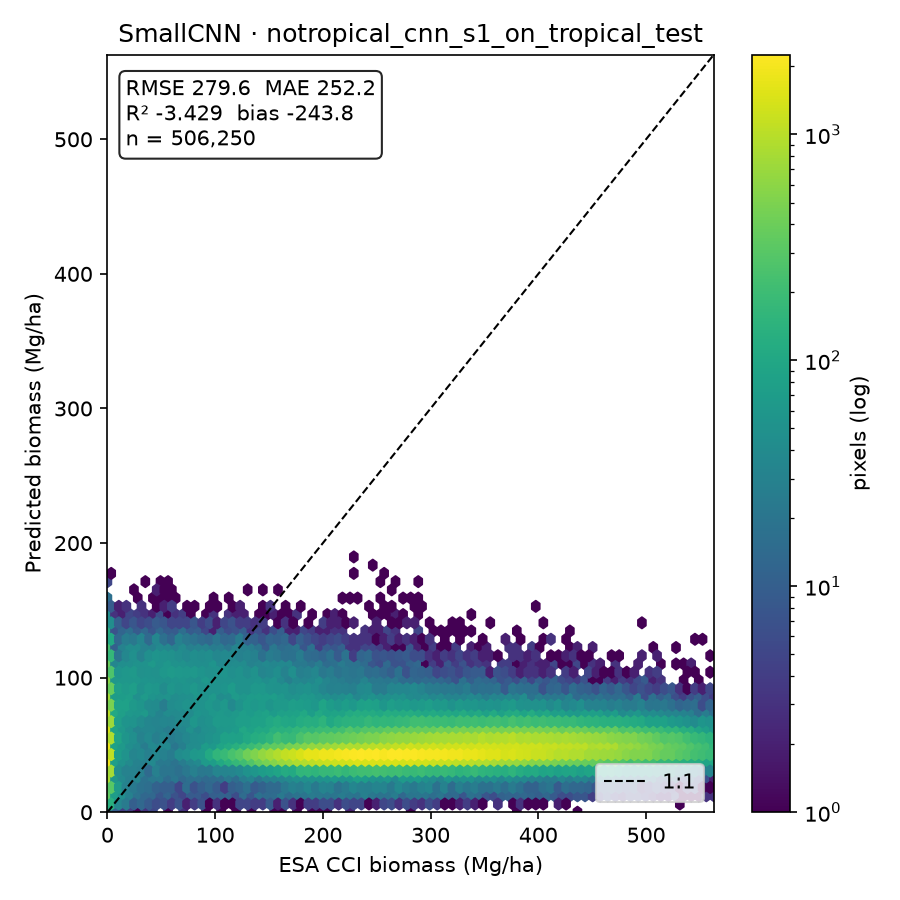 SmallCNN · notropical_cnn_s1_on_tropical_test
RMSE 279.6  MAE 252.2
R² -3.429  bias -243.8
n = 506,250
Predicted biomass (Mg/ha)
500
400
300
200
100
0
0 100 200 300 400 500
ESA CCI biomass (Mg/ha)
1:1
10³
10²
10¹
10⁰
pixels (log)